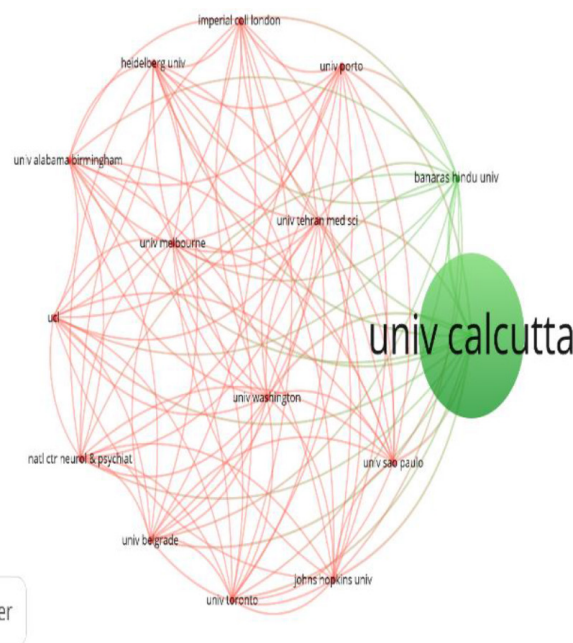 imperial coll london
heidelberg univ
univ porto
univ alabama birmingham
banaras hindu univ
univ tehran med sci
univ melbourne
ucl
univ calcutta
univ washington
natl ctr neurol & psychiat
univ sao paulo
univ belgrade
johns hopkins univ
univ toronto
er